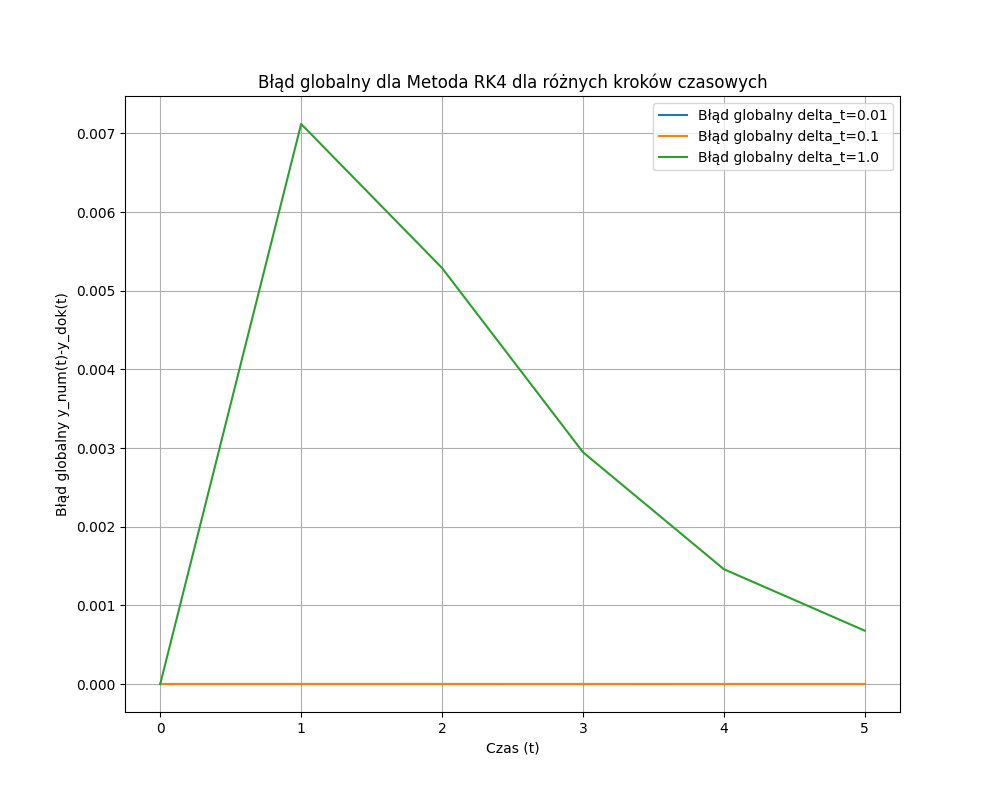 Błąd globalny dla Metoda RK4 dla różnych kroków czasowych
Błąd globalny delta_t=0.01
Błąd globalny delta_t=0.1
Błąd globalny delta_t=1.0
Błąd globalny y_num(t)-y_dok(t)
0.007
0.006
0.005
0.004
0.003
0.002
0.001
0.000
0 1 2 3 4 5
Czas (t)